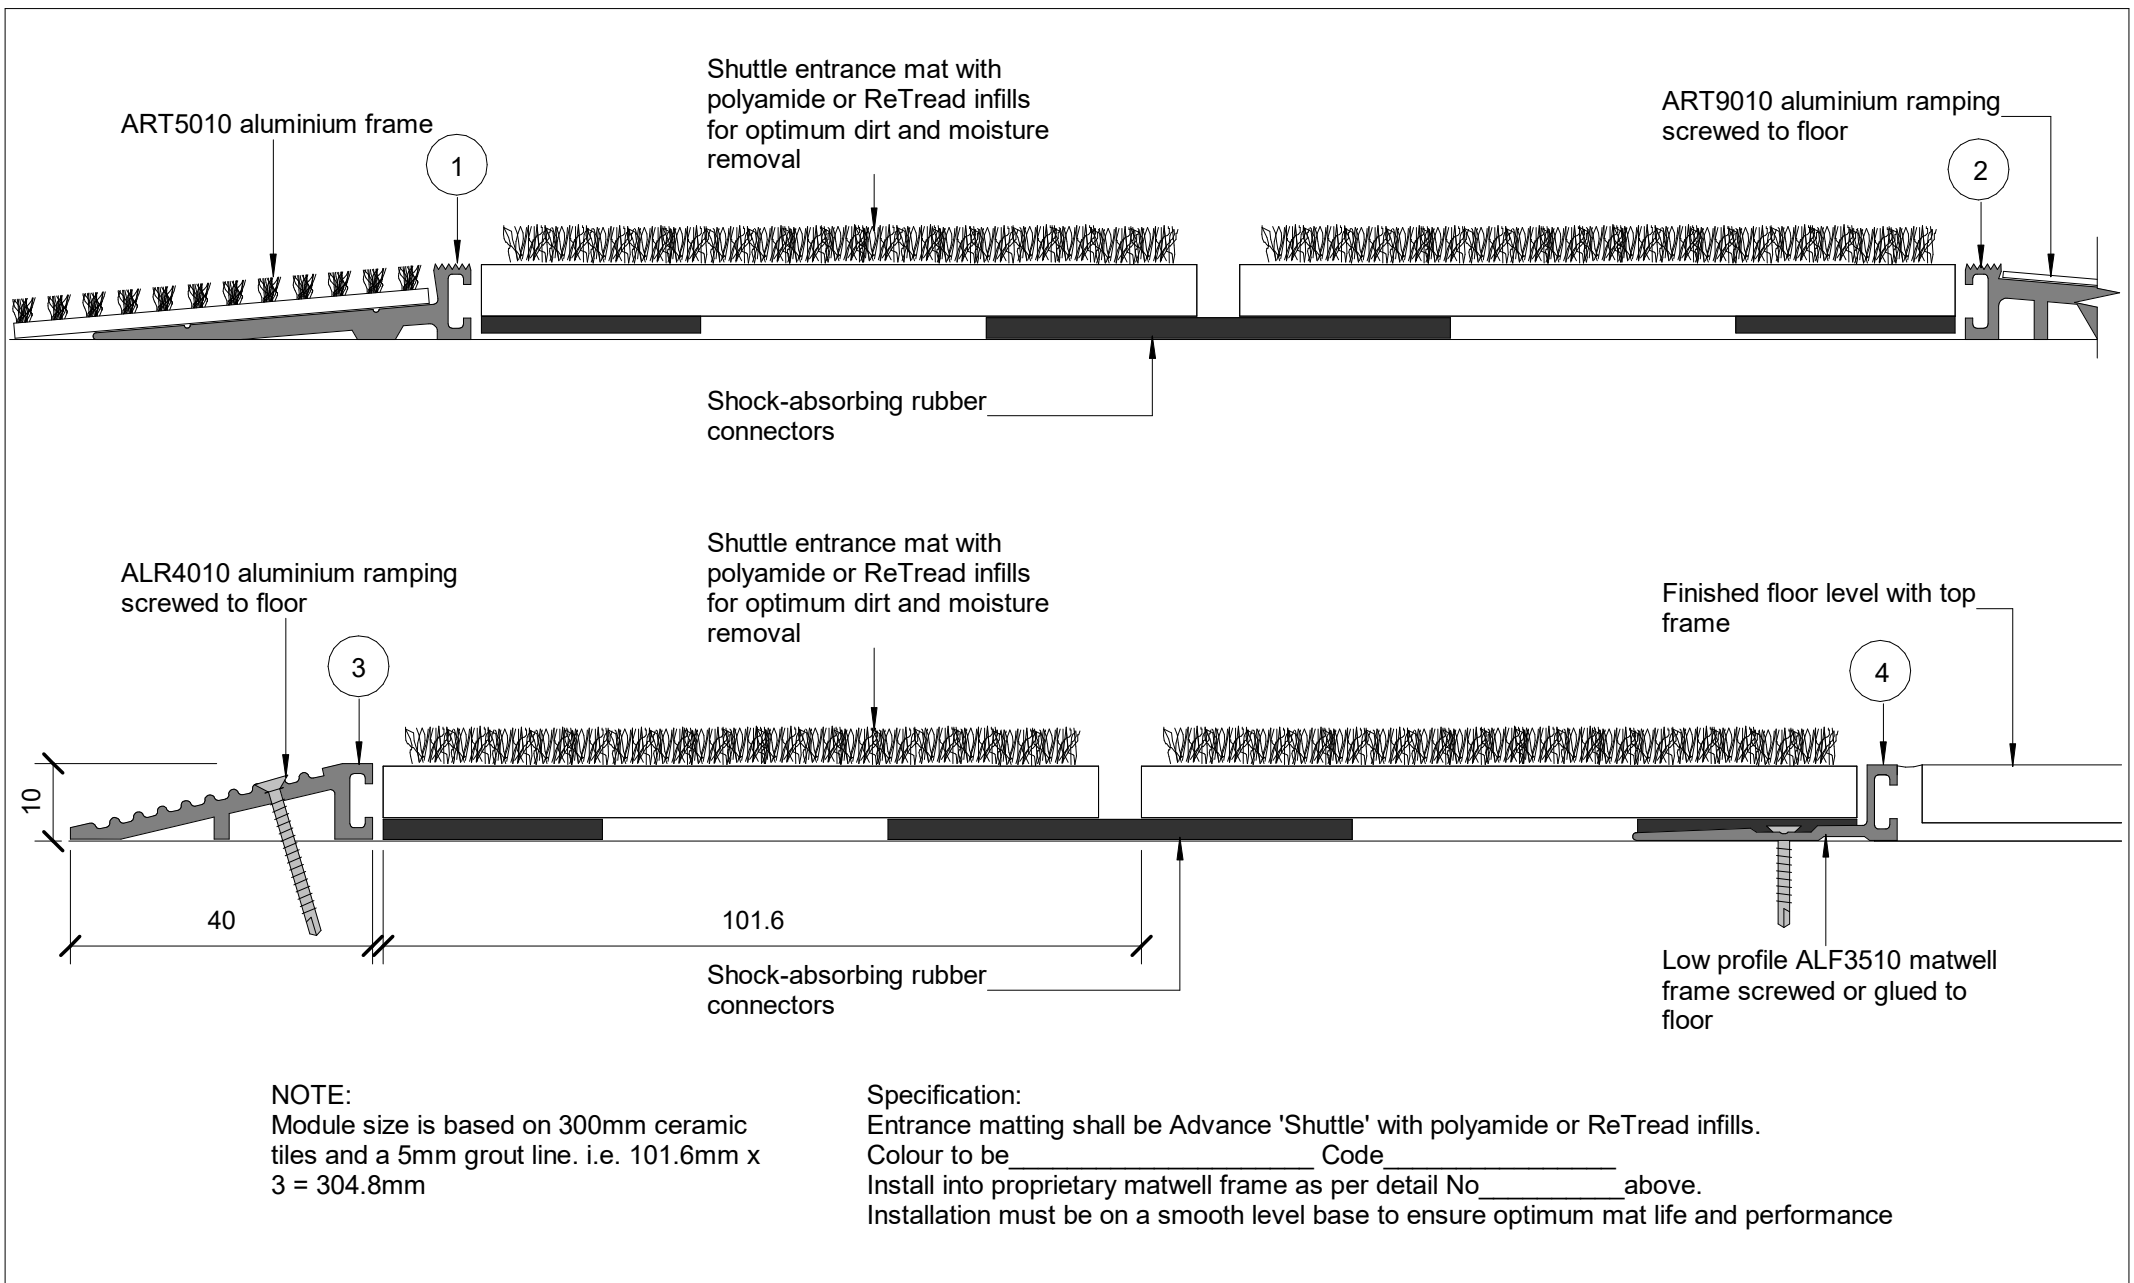 Shuttle entrance mat with
polyamide or ReTread infills
for optimum dirt and moisture
removal
ART5010 aluminium frame
1
ART9010 aluminium ramping
screwed to floor
2
Shock-absorbing rubber
connectors
Shuttle entrance mat with
polyamide or ReTread infills
for optimum dirt and moisture
removal
ALR4010 aluminium ramping
screwed to floor
3
Finished floor level with top
frame
4
10
40
101.6
Shock-absorbing rubber
connectors
Low profile ALF3510 matwell
frame screwed or glued to
floor
NOTE:
Module size is based on 300mm ceramic
tiles and a 5mm grout line. i.e. 101.6mm x
3 = 304.8mm
Specification:
Entrance matting shall be Advance 'Shuttle' with polyamide or ReTread infills.
Colour to be_____________________ Code________________
Install into proprietary matwell frame as per detail No__________above.
Installation must be on a smooth level base to ensure optimum mat life and performance